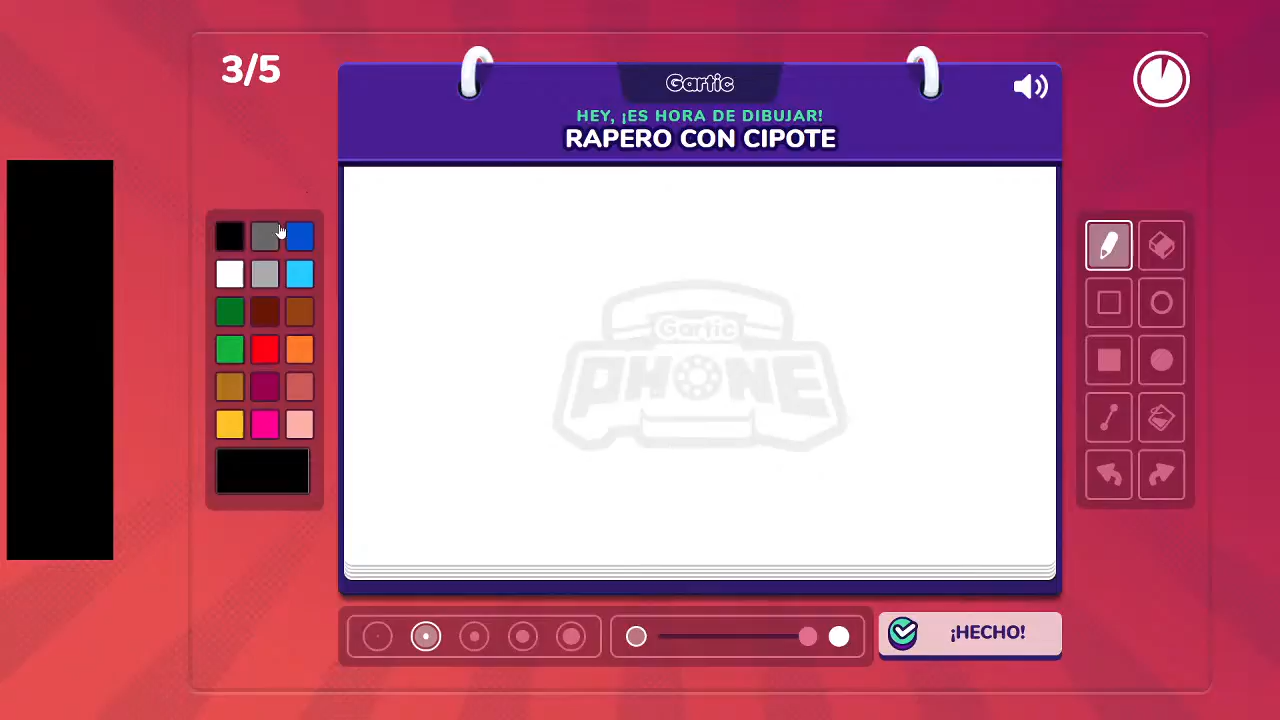 3/5
Gartic
HEY, ¡ES HORA DE DIBUJAR!
RAPERO CON CIPOTE
Gartic
PHONE
¡HECHO!